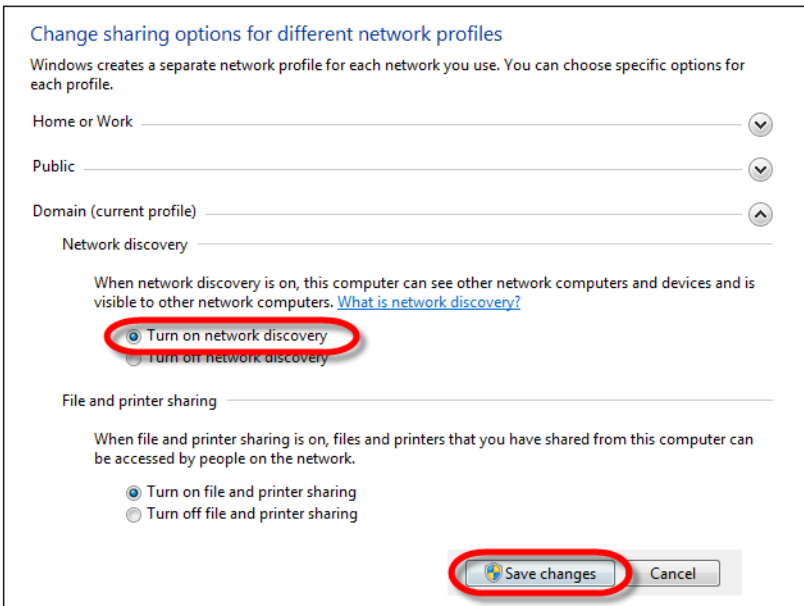 Change sharing options for different network profiles
Windows creates a separate network profile for each network you use. You can choose specific options for
each profile.
Home or Work
Public
Domain (current profile)
Network discovery
When network discovery is on, this computer can see other network computers and devices and is
visible to other network computers. What is network discovery?
Turn on network discovery
Turn off network discovery
File and printer sharing
When file and printer sharing is on, files and printers that you have shared from this computer can
be accessed by people on the network.
Turn on file and printer sharing
Turn off file and printer sharing
Save changes Cancel